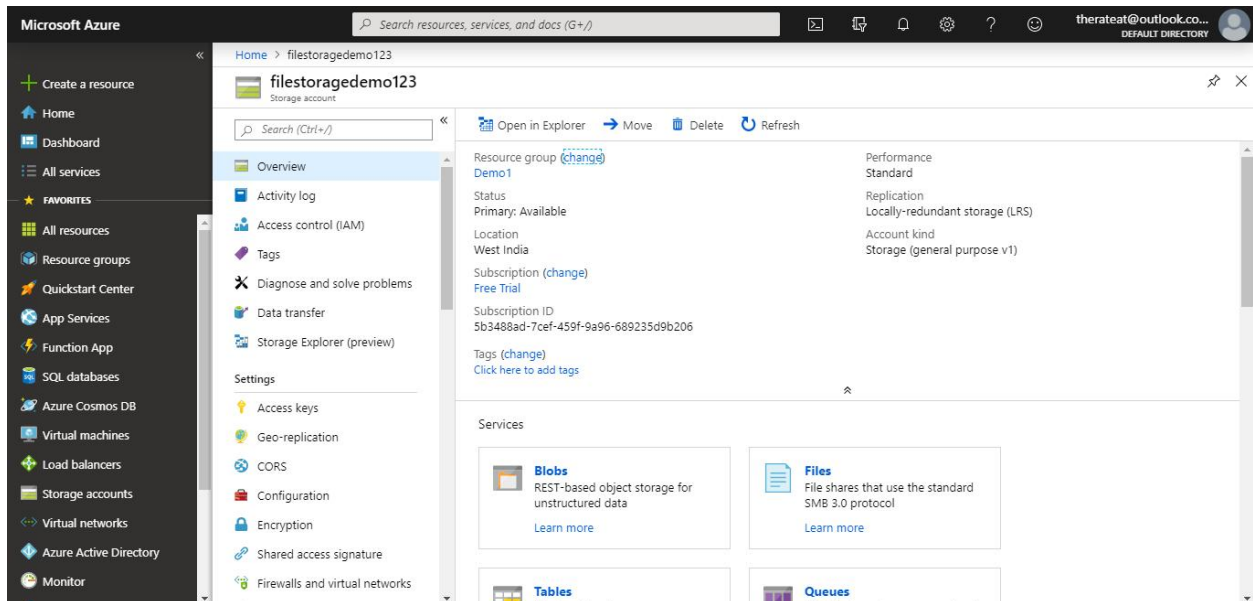 Microsoft Azure
Search resources, services, and docs (G+/)
therateat@outlook.co...
DEFAULT DIRECTORY
«
Create a resource
Home
Dashboard
All services
FAVORITES
All resources
Resource groups
Quickstart Center
App Services
Function App
SQL databases
Azure Cosmos DB
Virtual machines
Load balancers
Storage accounts
Virtual networks
Azure Active Directory
Monitor
Home > filestoragedemo123
filestoragedemo123
Storage account
Search (Ctrl+/)
«
Overview
Activity log
Access control (IAM)
Tags
Diagnose and solve problems
Data transfer
Storage Explorer (preview)
Settings
Access keys
Geo-replication
CORS
Configuration
Encryption
Shared access signature
Firewalls and virtual networks
Open in Explorer Move Delete Refresh
Resource group (change)
Demo1
Status
Primary: Available
Location
West India
Subscription (change)
Free Trial
Subscription ID
5b3488ad-7cef-459f-9a96-689235d9b206
Tags (change)
Click here to add tags
Performance
Standard
Replication
Locally-redundant storage (LRS)
Account kind
Storage (general purpose v1)
Services
Blobs
REST-based object storage for
unstructured data
Learn more
Files
File shares that use the standard
SMB 3.0 protocol
Learn more
Tables
Queues